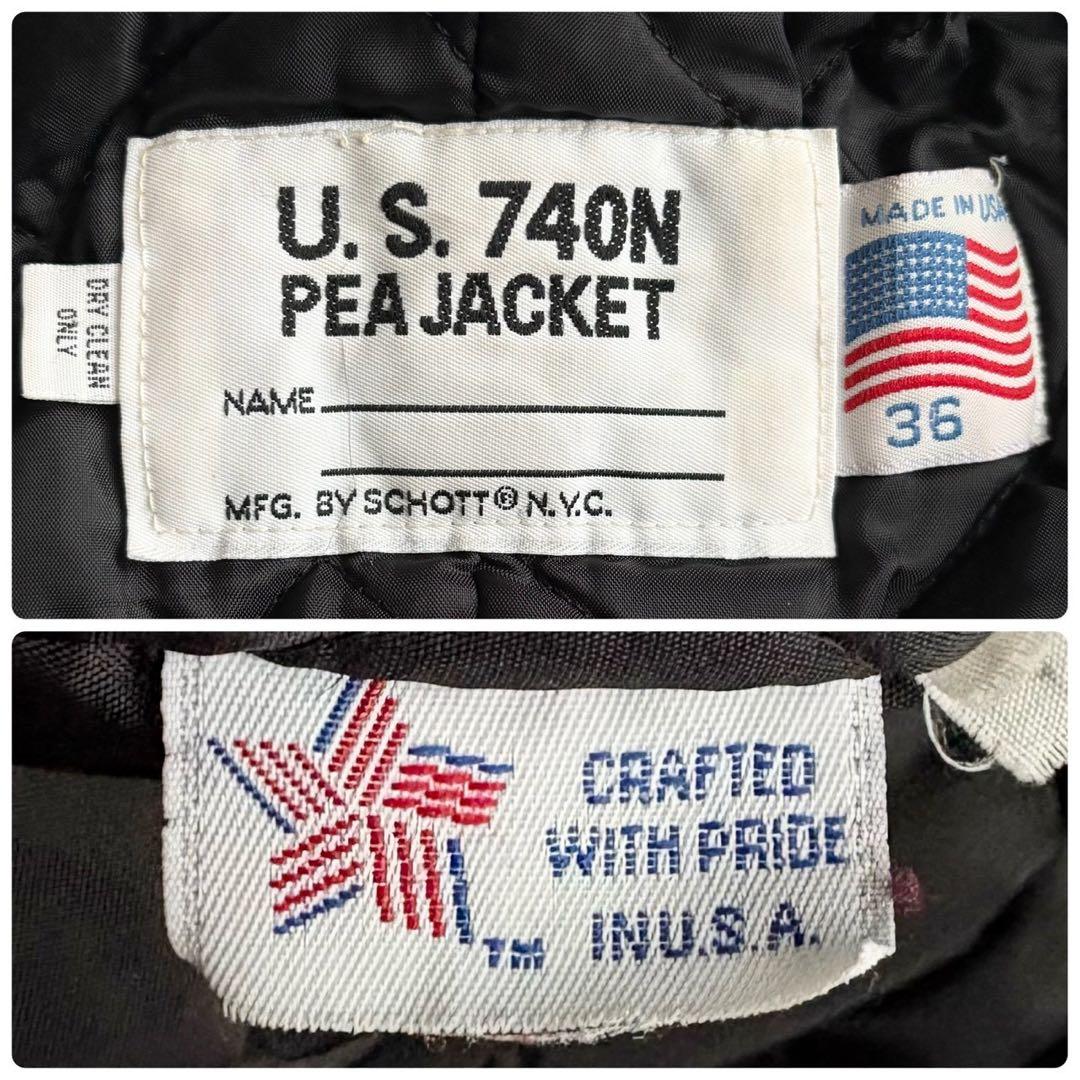 U. S. 740N
PEA JACKET
NAME
MFG. BY SCHOTT® N.Y.C.
DRY CLEAN
ONLY
MADE IN USA
36
CRAFTED
WITH PRIDE
IN U.S.A.
TM